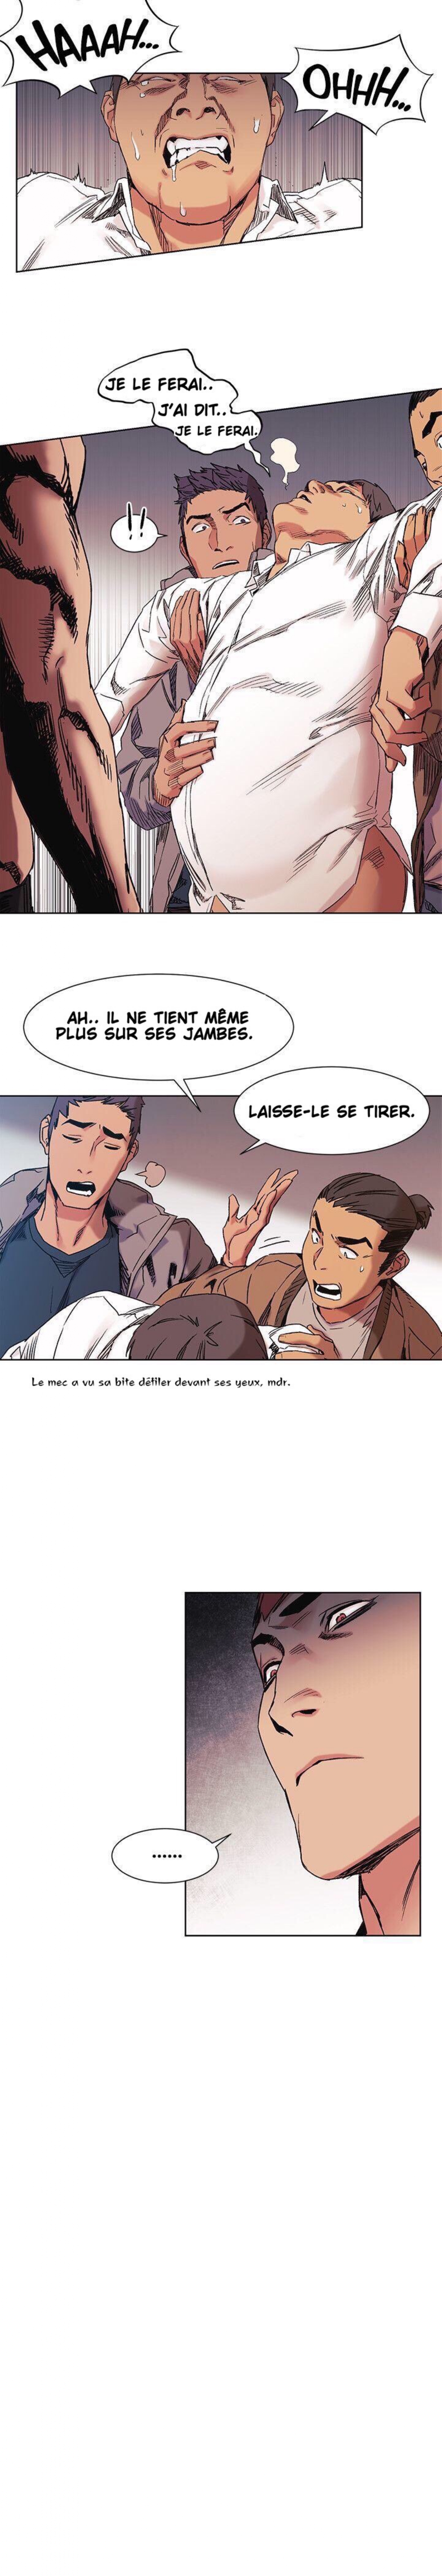 HAAAH...
OHHH...
JE LE FERAI..
J'AI DIT..
JE LE FERAI.
!!
AH.. IL NE TIENT MÊME
PLUS SUR SES JAMBES.
LAISSE-LE SE TIRER.
Le mec a vu sa bite défiler devant ses yeux, mdr.
......